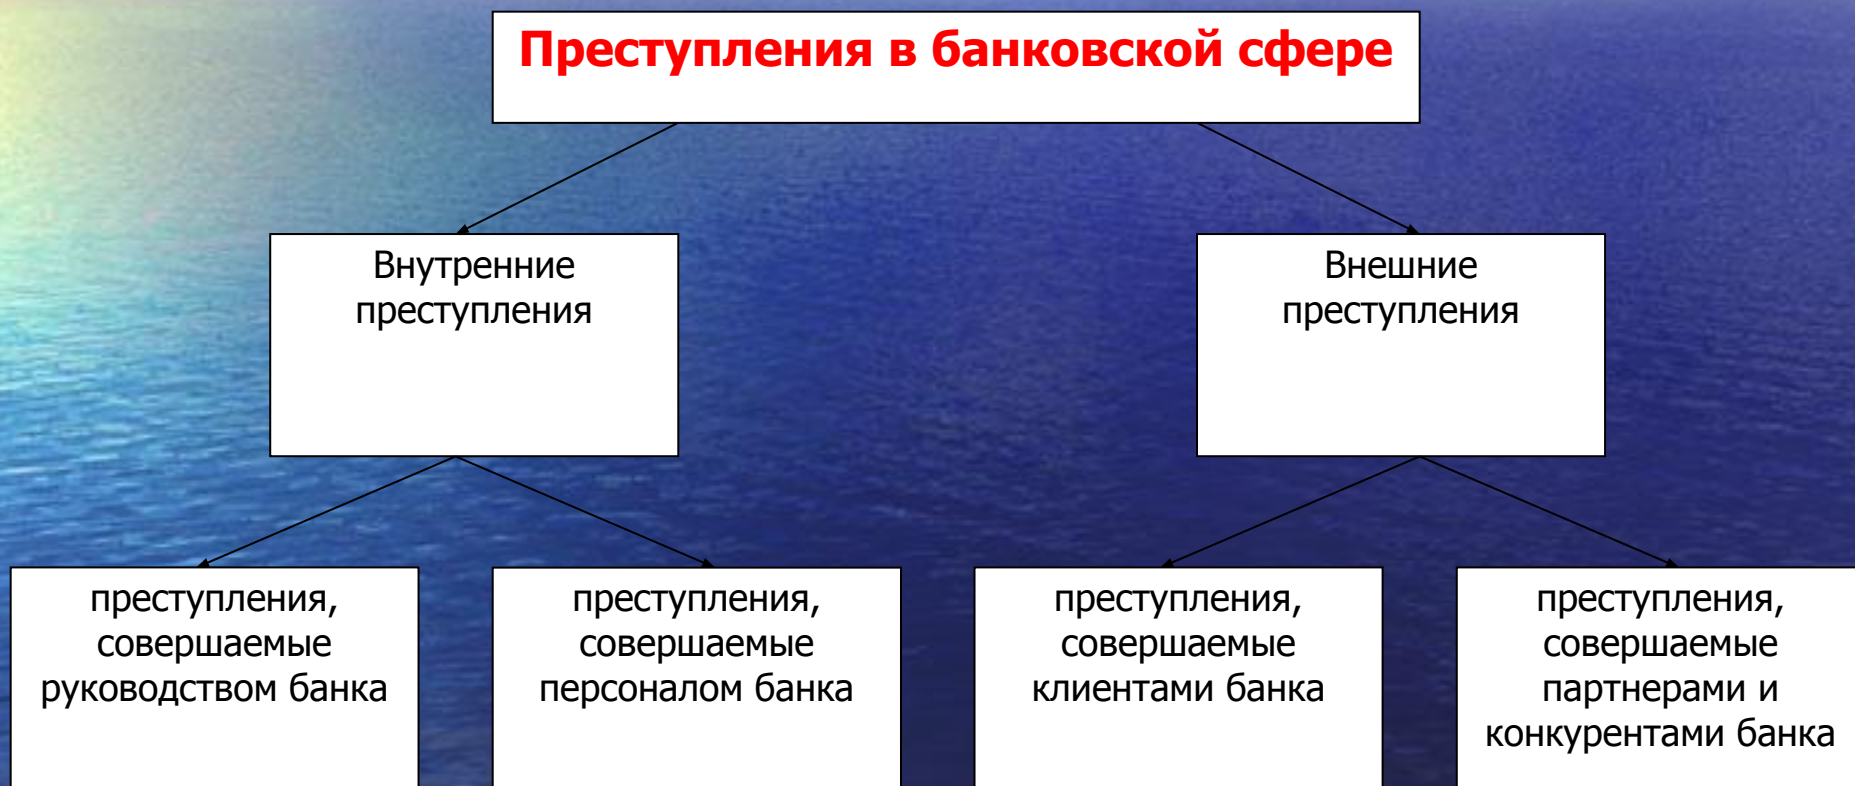 Преступления в банковской сфере
Внутренние
преступления
Внешние
преступления
преступления,
совершаемые
руководством банка
преступления,
совершаемые
персоналом банка
преступления,
совершаемые
клиентами банка
преступления,
совершаемые
партнерами и
конкурентами банка